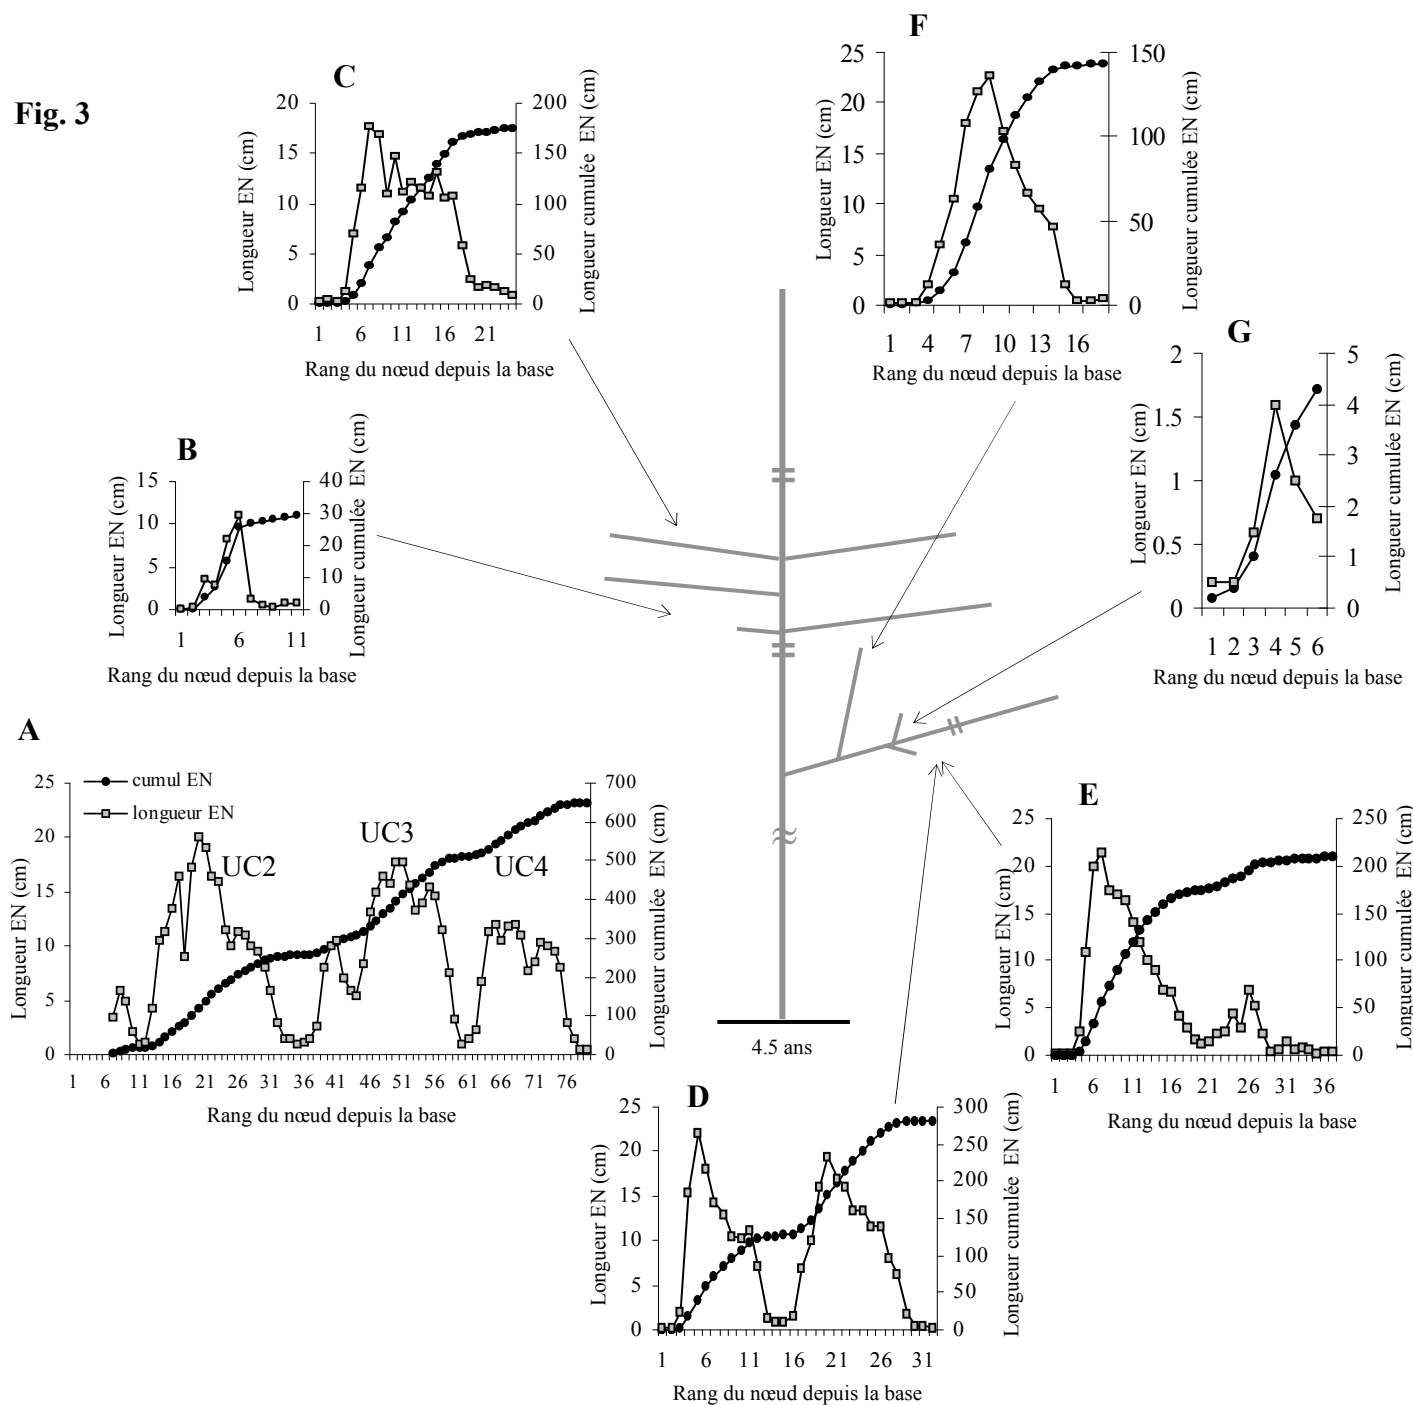 Fig. 3
C
Longueur EN (cm)
20
15
10
5
0
200
150
100
50
0
Longueur cumulée EN (cm)
1 6 11 16 21
Rang du nœud depuis la base
F
Longueur EN (cm)
25
20
15
10
5
0
150
100
50
0
Longueur cumulée EN (cm)
1 4 7 10 13 16
Rang du nœud depuis la base
G
Longueur EN (cm)
2
1.5
1
0.5
0
5
4
3
2
1
0
Longueur cumulée EN (cm)
1 2 3 4 5 6
Rang du nœud depuis la base
B
Longueur EN (cm)
15
10
5
0
40
30
20
10
0
Longueur cumulée EN (cm)
1 6 11
Rang du nœud depuis la base
A
cumul EN
longueur EN
UC2
UC3
UC4
Longueur EN (cm)
25
20
15
10
5
0
700
600
500
400
300
200
100
0
Longueur cumulée EN (cm)
1 6 11 16 21 26 31 36 41 46 51 56 61 66 71 76
Rang du nœud depuis la base
4.5 ans
E
Longueur EN (cm)
25
20
15
10
5
0
250
200
150
100
50
0
Longueur cumulée EN (cm)
1 6 11 16 21 26 31 36
Rang du nœud depuis la base
D
Longueur EN (cm)
25
20
15
10
5
0
300
250
200
150
100
50
0
Longueur cumulée EN (cm)
1 6 11 16 21 26 31
Rang du nœud depuis la base